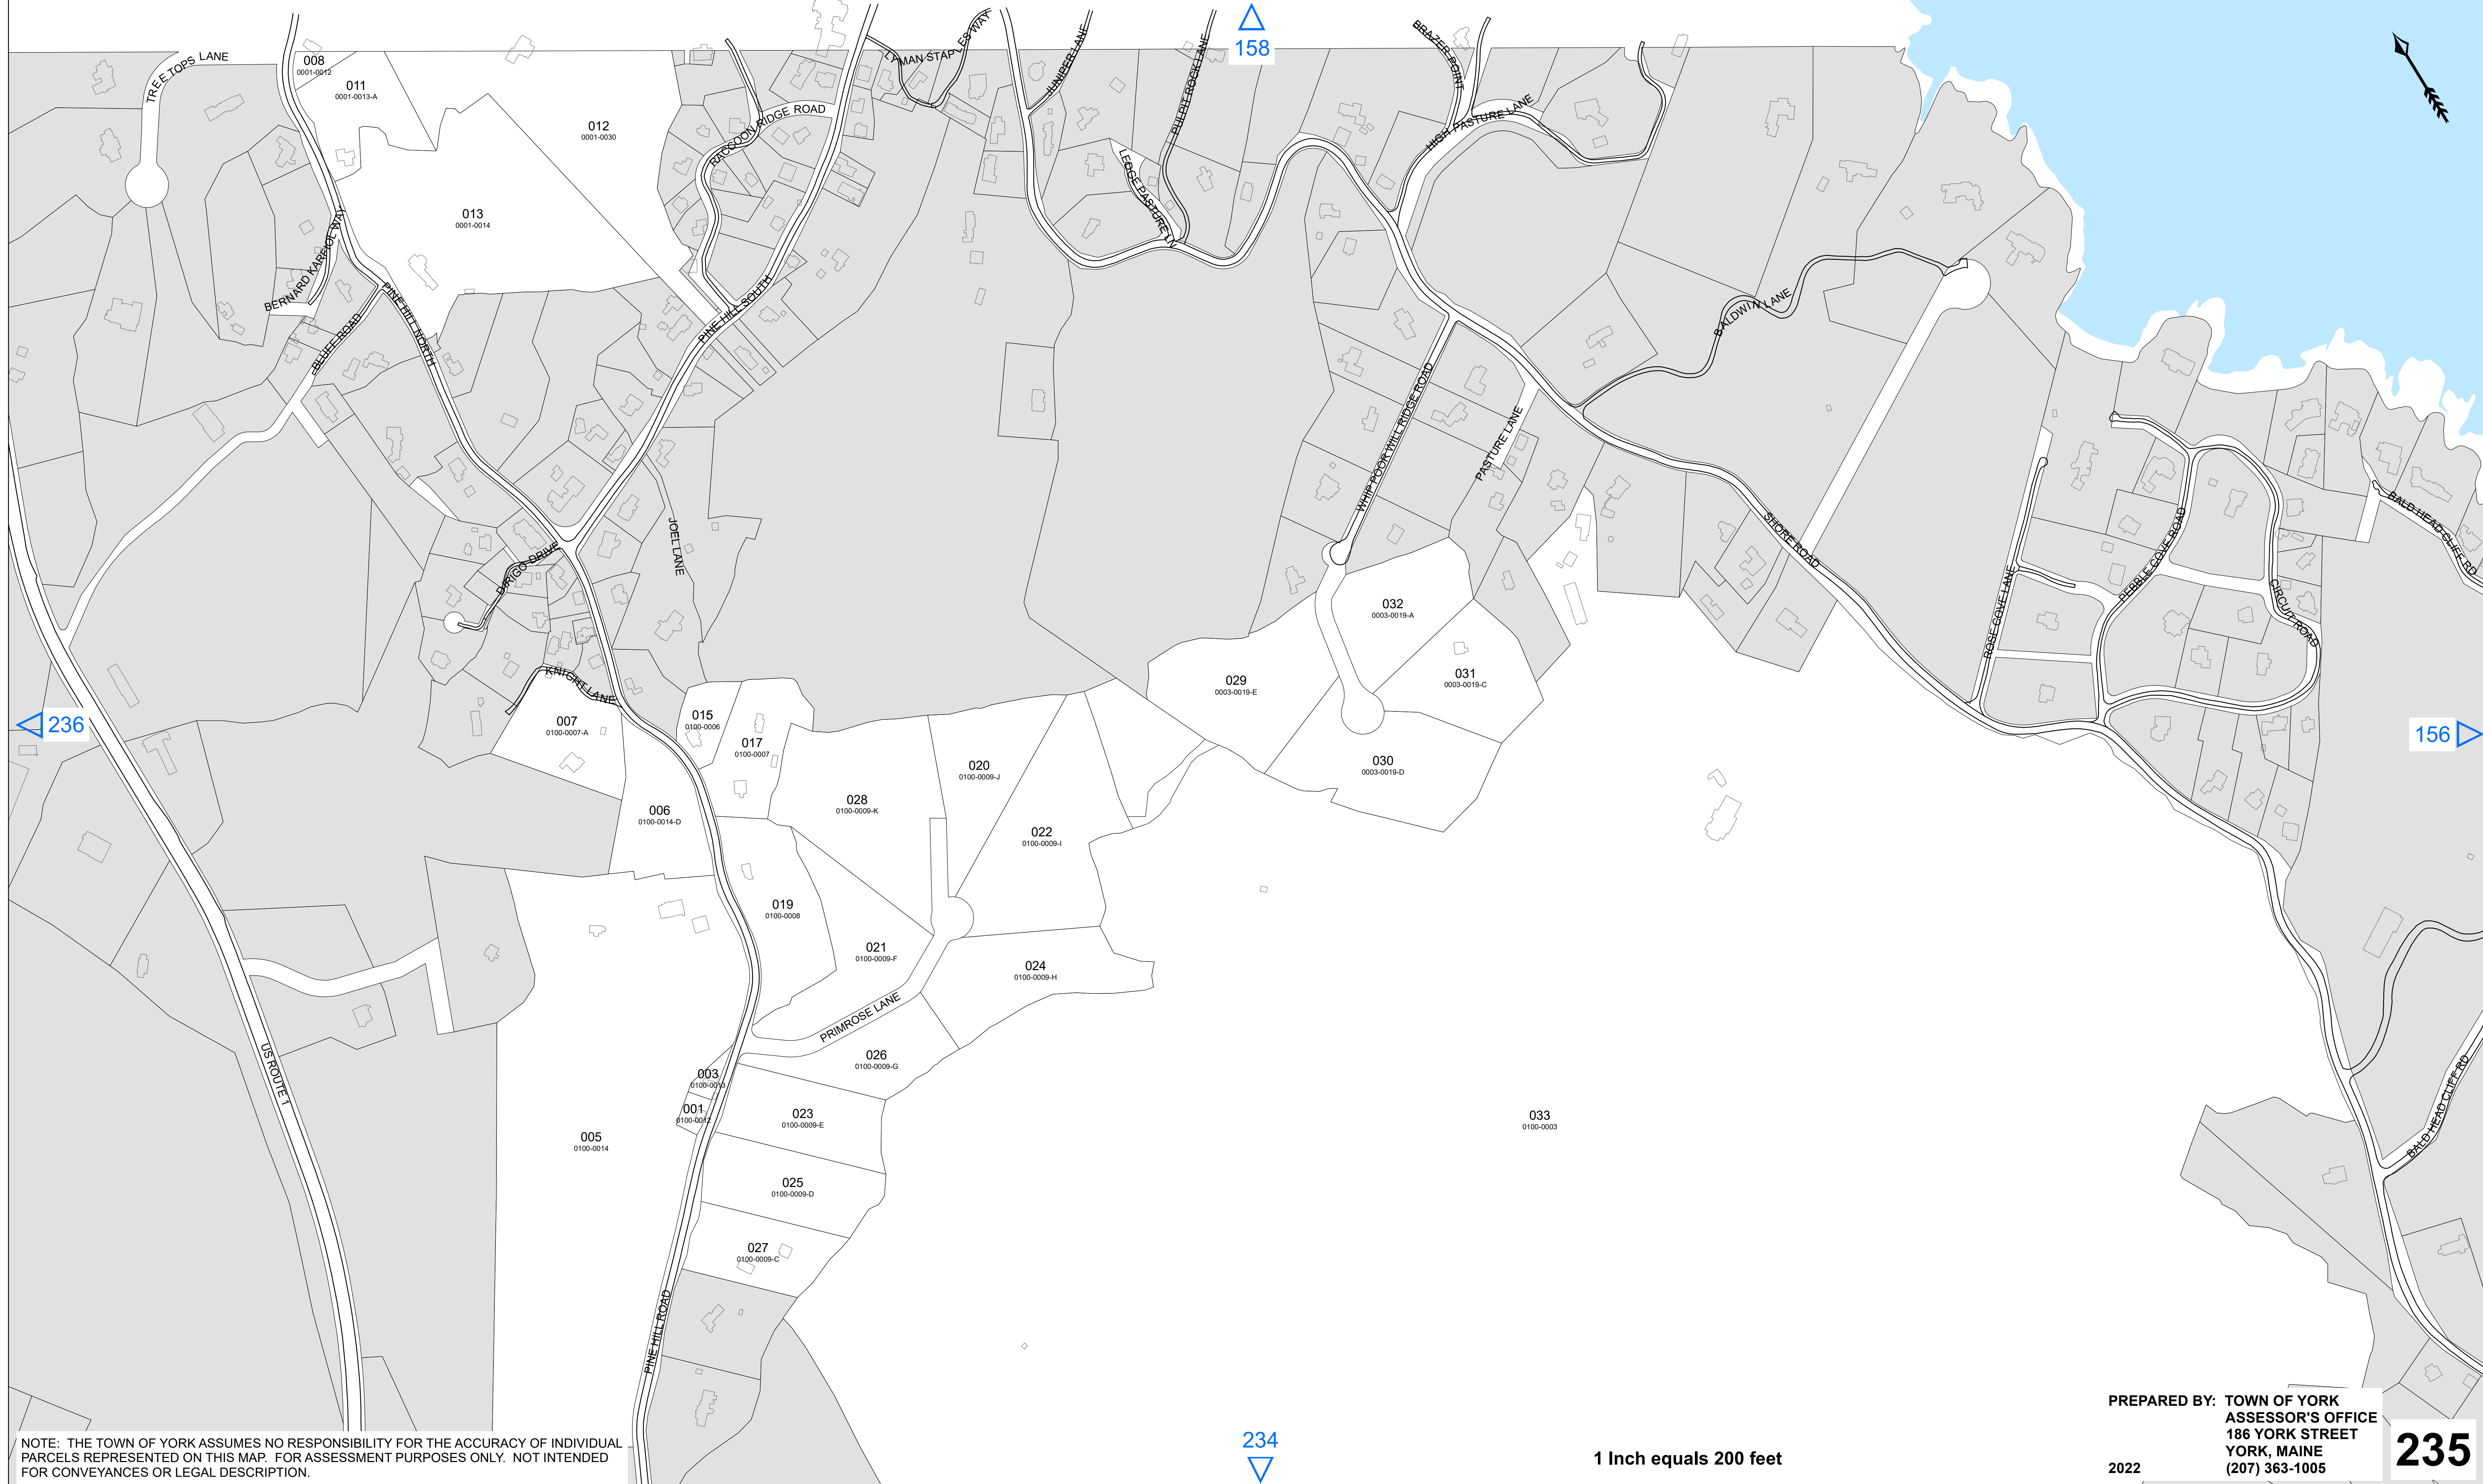 158
TREE TOPS LANE
008
0001-0012
011
0001-0013-A
012
0001-0030
013
0001-0014
RACCOON RIDGE ROAD
LAMAN STAPLES WAY
JUNIPER LANE
PULPIT ROCK LANE
LEDGE PASTURE LN
BRAZER POINT
HIGH PASTURE LANE
BERNARD KARFIOL WAY
BLUFF ROAD
PINE HILL NORTH
PINE HILL SOUTH
BALDWIN LANE
WHIP POOR WILL RIDGE ROAD
PASTURE LANE
SHORE ROAD
JOEL LANE
DIRIGO DRIVE
KNIGHT LANE
ROSE COVE LANE
PEBBLE COVE ROAD
CIRCUIT ROAD
BALD HEAD CLIFF RD
032
0003-0019-A
031
0003-0019-C
029
0003-0019-E
030
0003-0019-D
236
156
007
0100-0007-A
015
0100-0006
017
0100-0007
020
0100-0009-J
028
0100-0009-K
006
0100-0014-D
022
0100-0009-I
019
0100-0008
021
0100-0009-F
024
0100-0009-H
PRIMROSE LANE
026
0100-0009-G
003
0100-0013
001
0100-0012
023
0100-0009-E
005
0100-0014
033
0100-0003
025
0100-0009-D
027
0100-0009-C
US ROUTE 1
PINE HILL ROAD
BALD HEAD CLIFF RD
NOTE: THE TOWN OF YORK ASSUMES NO RESPONSIBILITY FOR THE ACCURACY OF INDIVIDUAL
PARCELS REPRESENTED ON THIS MAP. FOR ASSESSMENT PURPOSES ONLY. NOT INTENDED
FOR CONVEYANCES OR LEGAL DESCRIPTION.
234
1 Inch equals 200 feet
PREPARED BY: TOWN OF YORK
ASSESSOR'S OFFICE
186 YORK STREET
YORK, MAINE
2022 (207) 363-1005
235